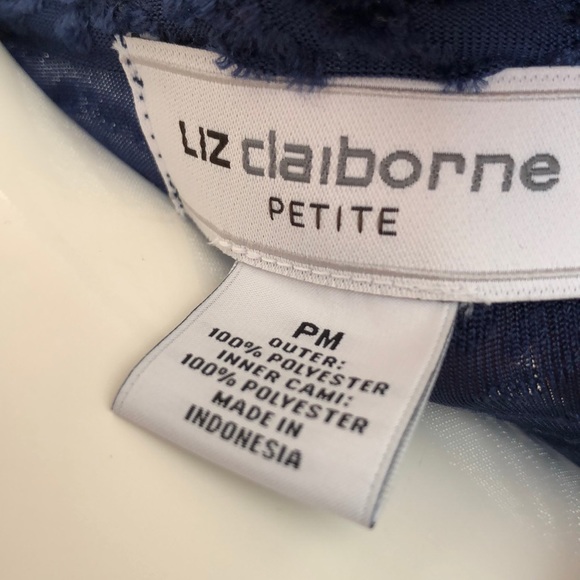 LIZ claiborne
PETITE
PM
OUTER:
100% POLYESTER
INNER CAMI:
100% POLYESTER
MADE IN
INDONESIA